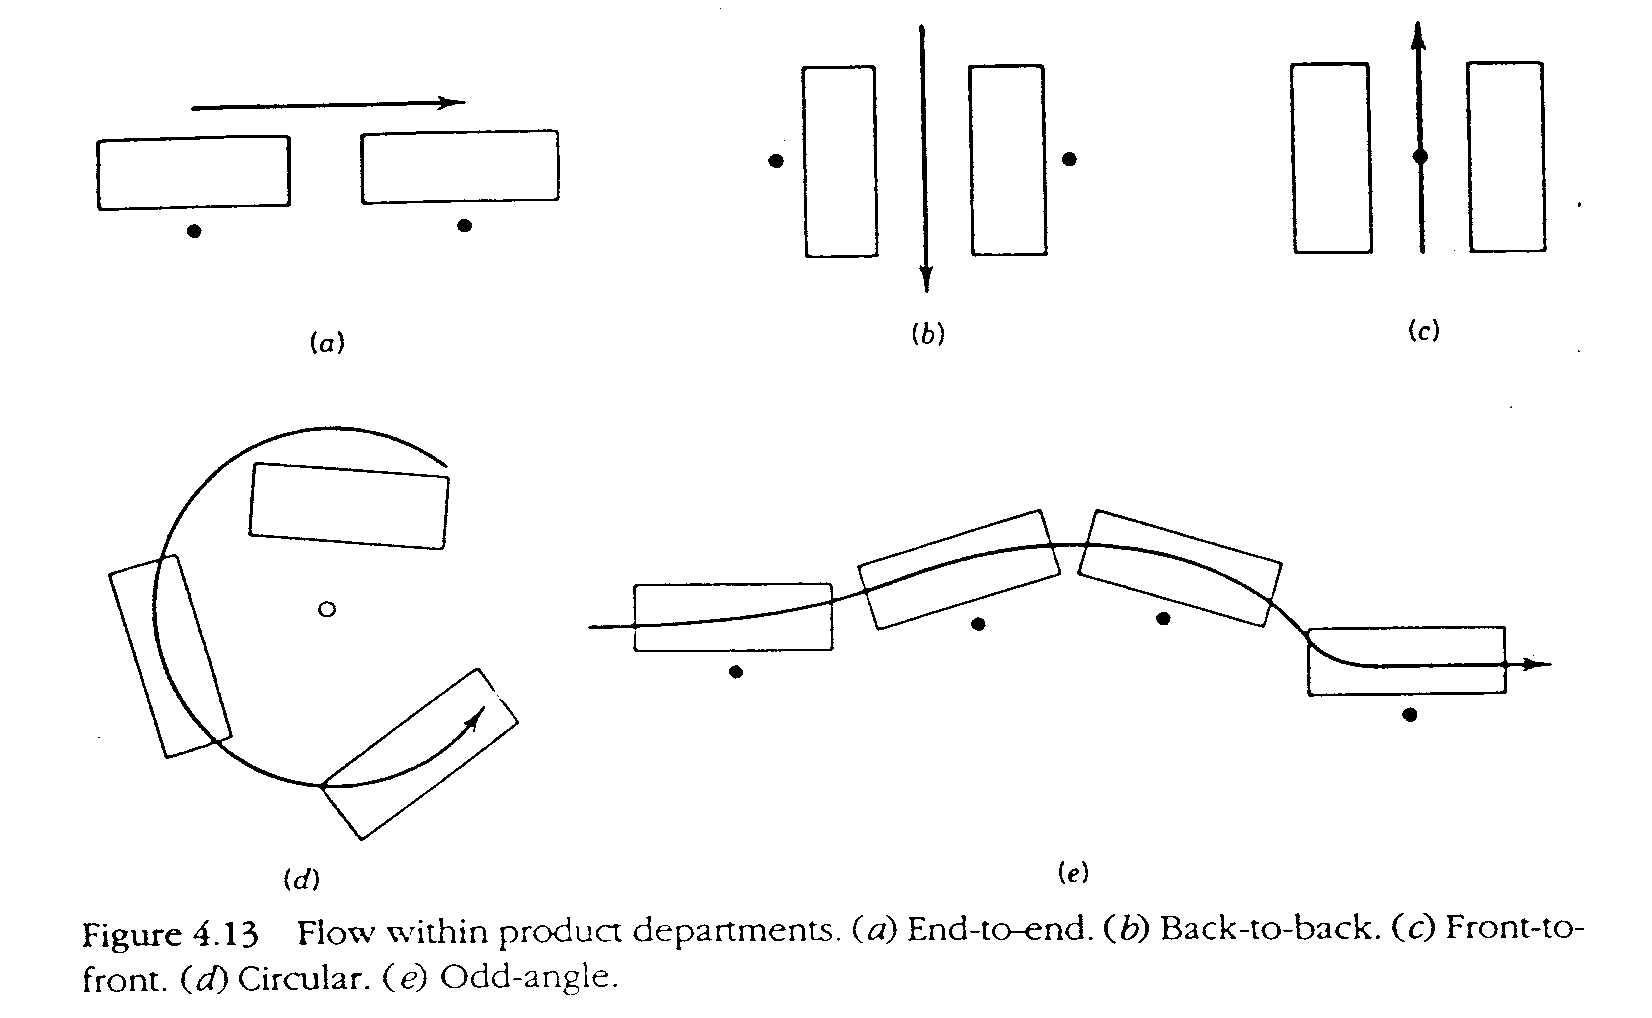 (a)
(b)
(c)
(d)
(e)
Figure 4.13 Flow within product departments. (a) End-to-end. (b) Back-to-back. (c) Front-to-
front. (d) Circular. (e) Odd-angle.